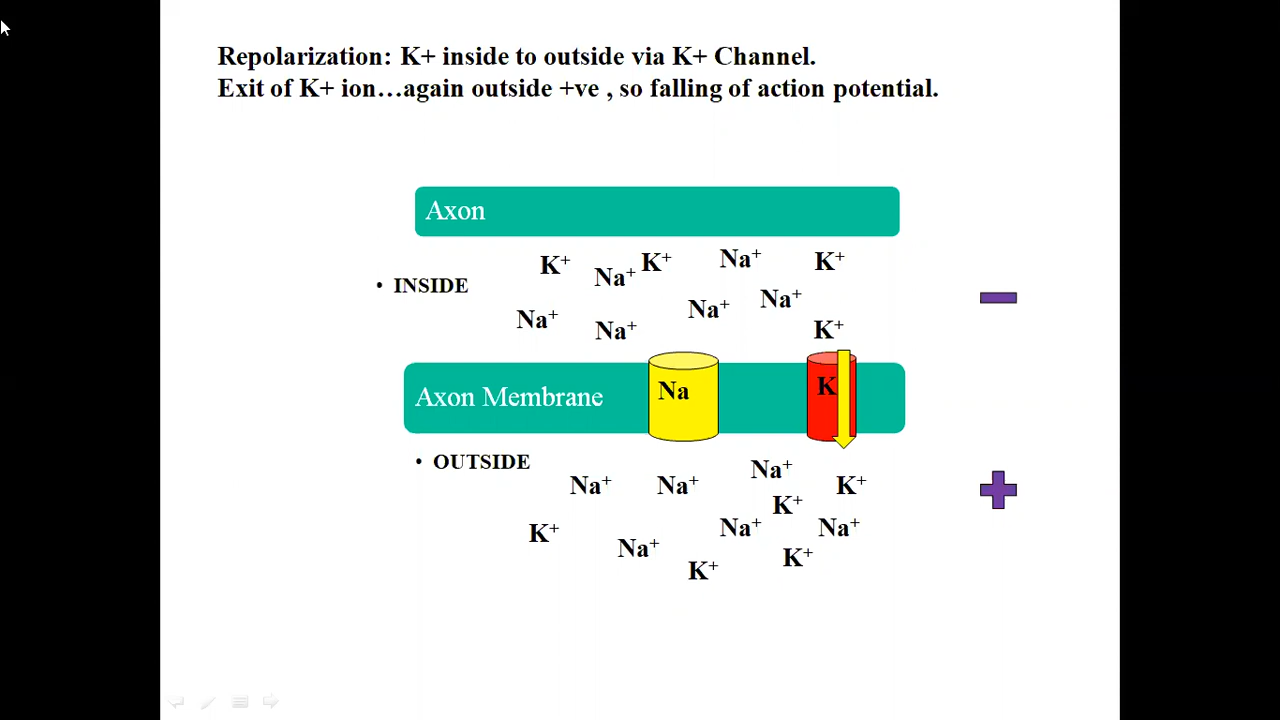 Repolarization: K+ inside to outside via K+ Channel.
Exit of K+ ion…again outside +ve , so falling of action potential.
Axon
K⁺ Na⁺ K⁺ Na⁺ K⁺
• INSIDE
Na⁺ Na⁺ Na⁺ Na⁺ K⁺
Axon Membrane Na K
• OUTSIDE
Na⁺ Na⁺ Na⁺ K⁺
K⁺
K⁺ Na⁺ Na⁺ Na⁺
K⁺ K⁺